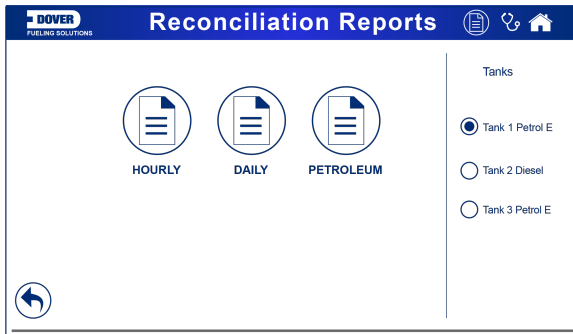 DOVER
FUELING SOLUTIONS
Reconciliation Reports
HOURLY
DAILY
PETROLEUM
Tanks
Tank 1 Petrol E
Tank 2 Diesel
Tank 3 Petrol E